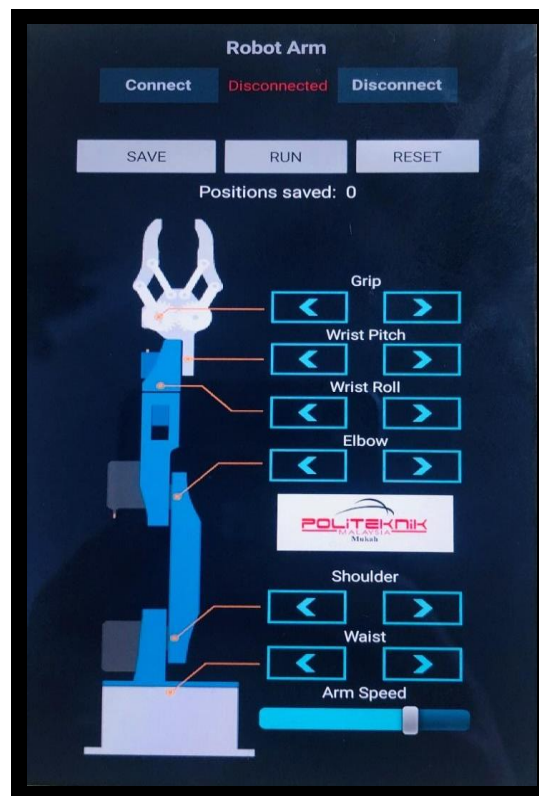 Robot Arm
Connect Disconnected Disconnect
SAVE RUN RESET
Positions saved: 0
Grip
Wrist Pitch
Wrist Roll
Elbow
POLITEKNIK
MALAYSIA
Mukah
Shoulder
Waist
Arm Speed